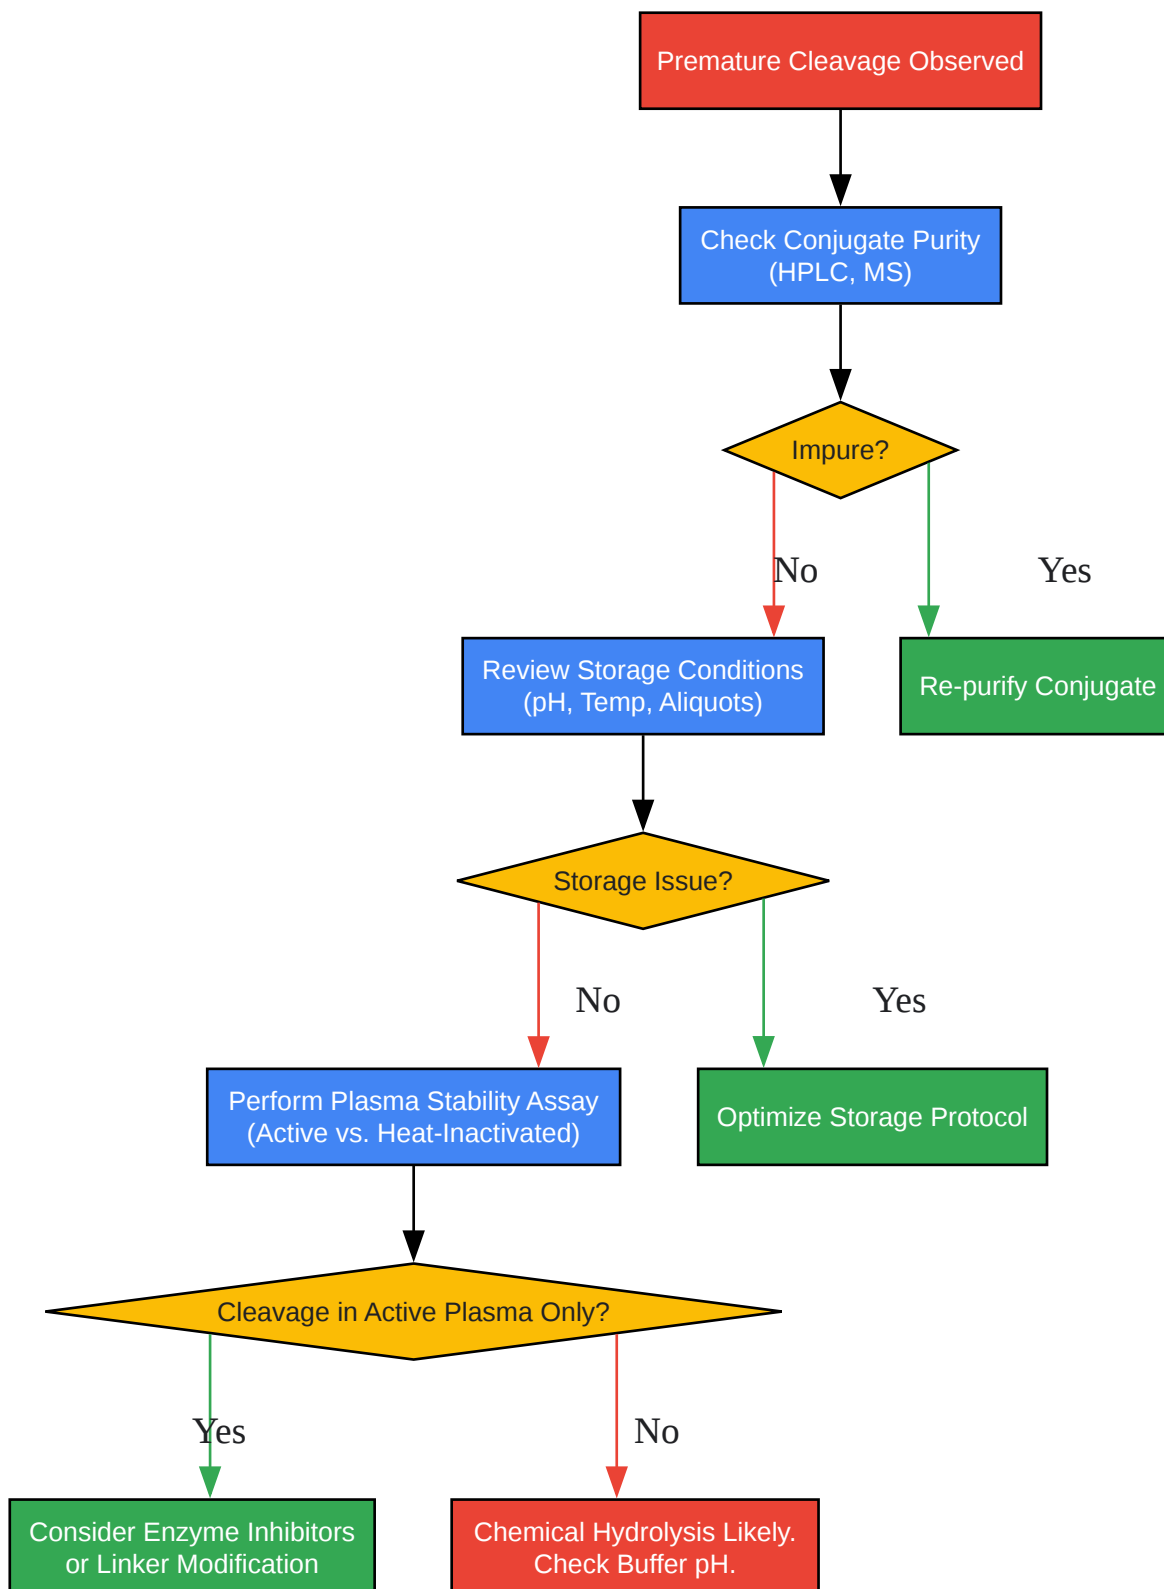 Premature Cleavage Observed
Check Conjugate Purity
(HPLC, MS)
Impure?
No
Yes
Review Storage Conditions
(pH, Temp, Aliquots)
Re-purify Conjugate
Storage Issue?
No
Yes
Perform Plasma Stability Assay
(Active vs. Heat-Inactivated)
Optimize Storage Protocol
Cleavage in Active Plasma Only?
Yes
No
Consider Enzyme Inhibitors
or Linker Modification
Chemical Hydrolysis Likely.
Check Buffer pH.